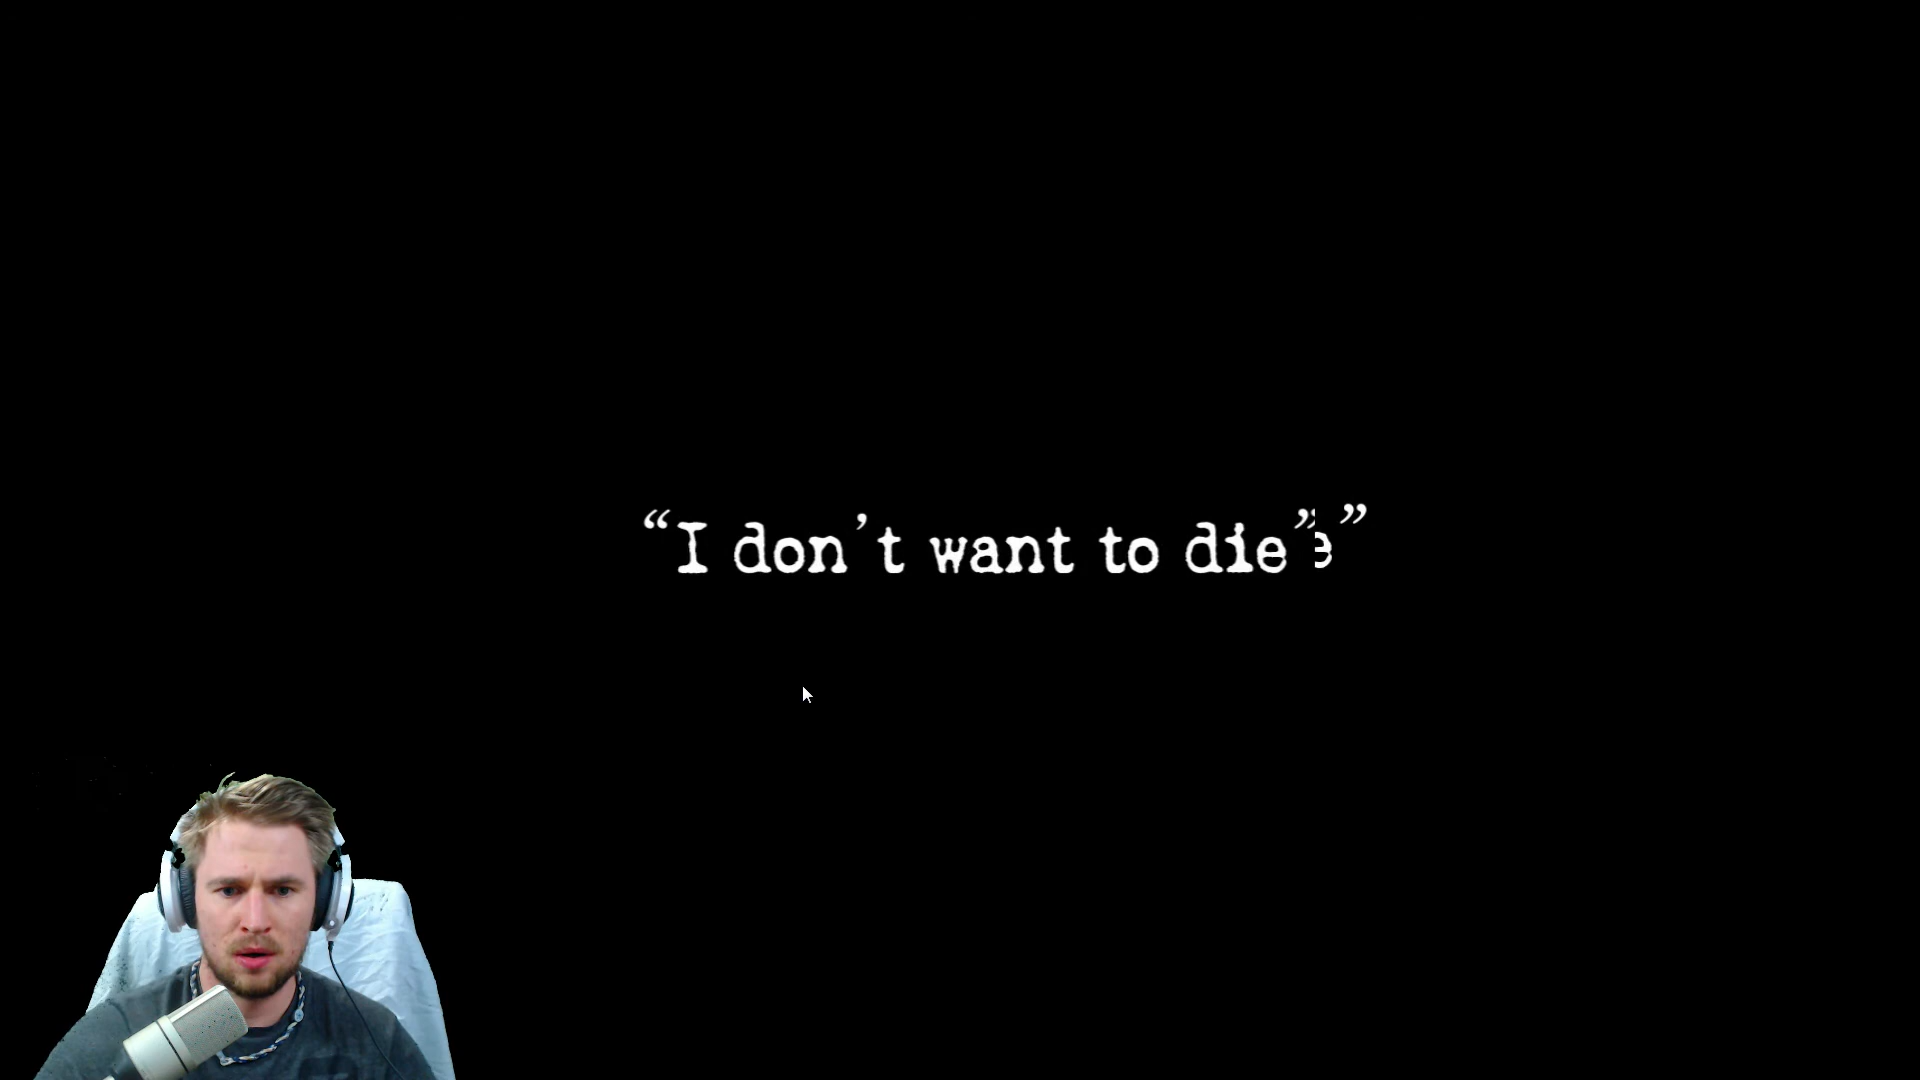 “I don’t want to die”